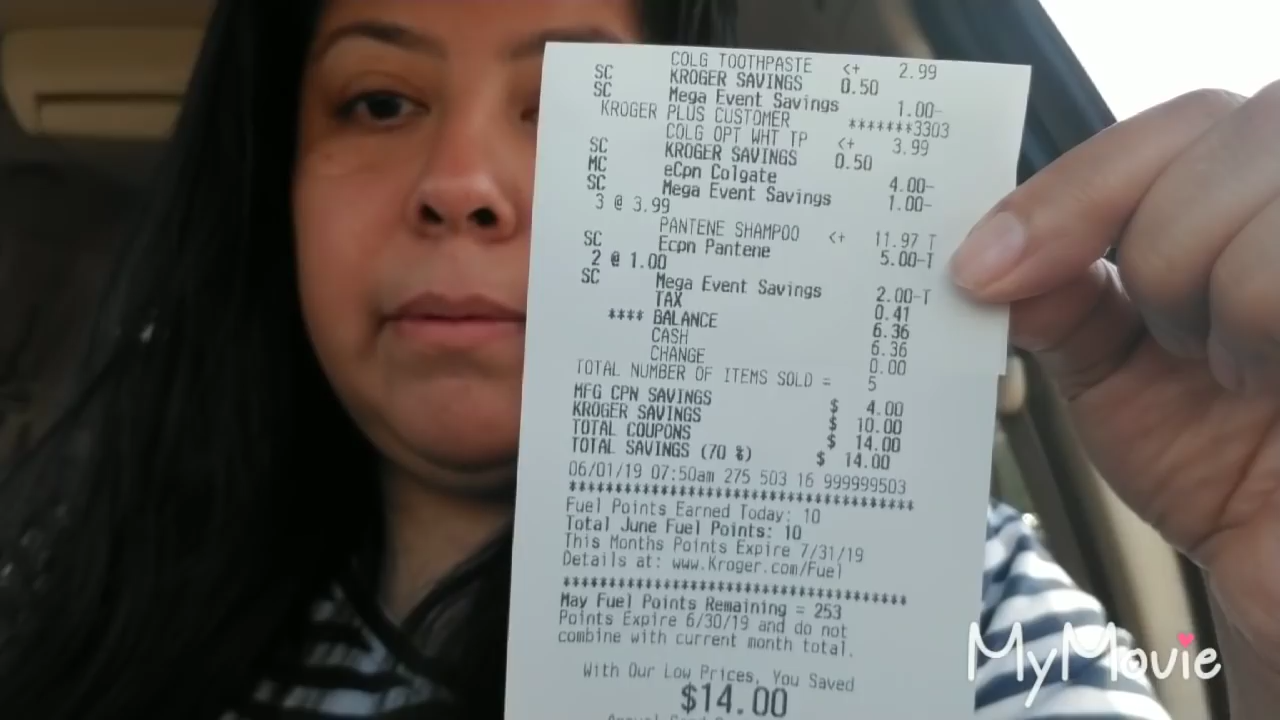 COLG TOOTHPASTE <+ 2.99
SC KROGER SAVINGS 0.50
SC Mega Event Savings 1.00-
KROGER PLUS CUSTOMER *******3303
COLG OPT WHT TP <+ 3.99
SC KROGER SAVINGS 0.50
MC eCpn Colgate 4.00-
SC Mega Event Savings 1.00-
3 @ 3.99
PANTENE SHAMPOO <+ 11.97 T
SC Ecpn Pantene 5.00-T
2 @ 1.00
SC Mega Event Savings 2.00-T
TAX 0.41
**** BALANCE 6.36
CASH 6.36
CHANGE 0.00
TOTAL NUMBER OF ITEMS SOLD = 5
MFG CPN SAVINGS $ 4.00
KROGER SAVINGS $ 10.00
TOTAL COUPONS $ 14.00
TOTAL SAVINGS (70 %) $ 14.00
06/01/19 07:50am 275 503 16 999999503
************************************
Fuel Points Earned Today: 10
Total June Fuel Points: 10
This Months Points Expire 7/31/19
Details at: www.Kroger.com/Fuel
************************************
May Fuel Points Remaining = 253
Points Expire 6/30/19 and do not
combine with current month total.
With Our Low Prices, You Saved
$14.00
MyMovie